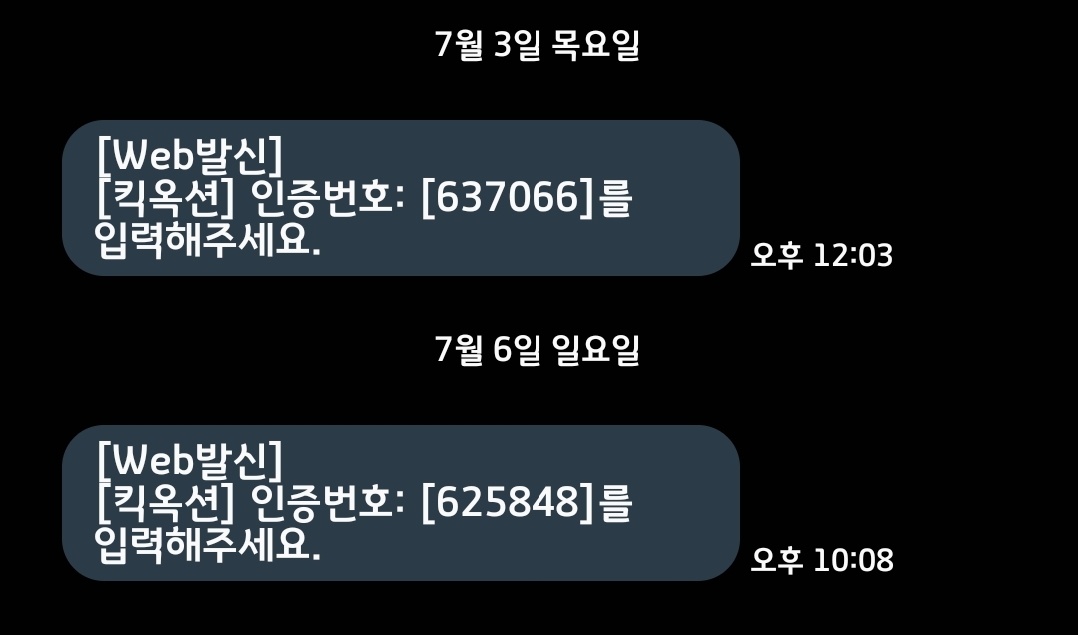 7월 3일 목요일
[Web발신]
[킥옥션] 인증번호: [637066]를
입력해주세요.
오후 12:03
7월 6일 일요일
[Web발신]
[킥옥션] 인증번호: [625848]를
입력해주세요.
오후 10:08